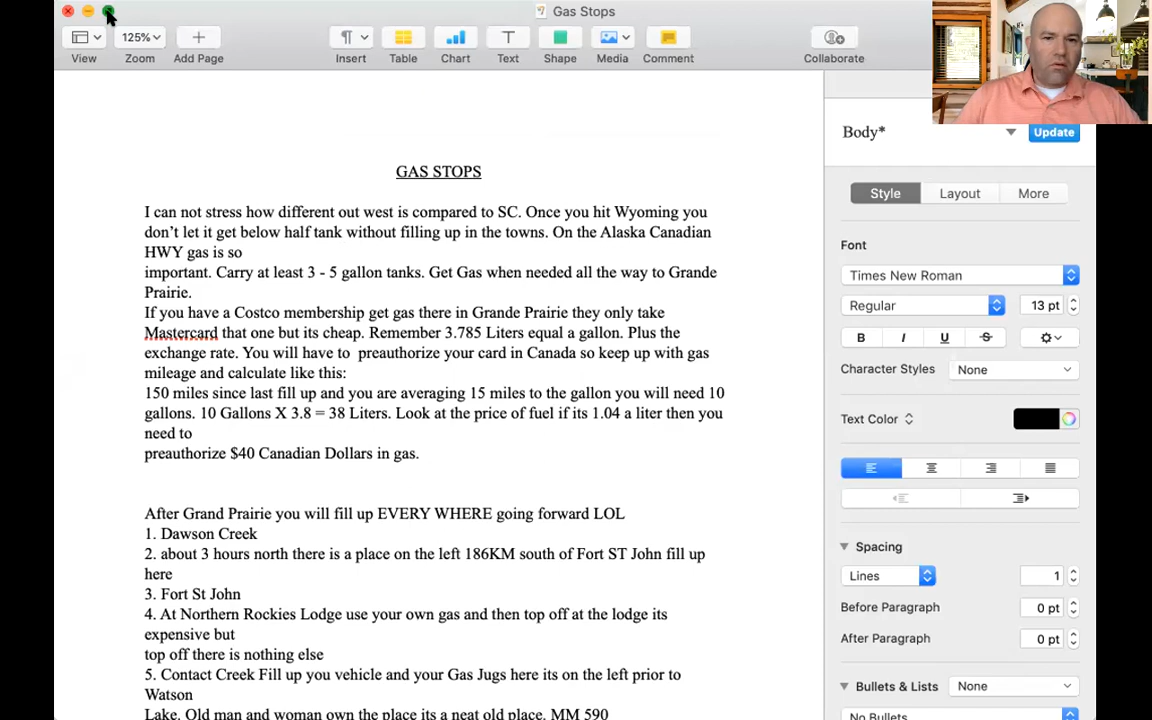 Gas Stops
125%
View
Zoom
Add Page
Insert
Table
Chart
Text
Shape
Media
Comment
Collaborate
GAS STOPS
I can not stress how different out west is compared to SC. Once you hit Wyoming you
don’t let it get below half tank without filling up in the towns. On the Alaska Canadian
HWY gas is so
important. Carry at least 3 - 5 gallon tanks. Get Gas when needed all the way to Grande
Prairie.
If you have a Costco membership get gas there in Grande Prairie they only take
Mastercard that one but its cheap. Remember 3.785 Liters equal a gallon. Plus the
exchange rate. You will have to  preauthorize your card in Canada so keep up with gas
mileage and calculate like this:
150 miles since last fill up and you are averaging 15 miles to the gallon you will need 10
gallons. 10 Gallons X 3.8 = 38 Liters. Look at the price of fuel if its 1.04 a liter then you
need to
preauthorize $40 Canadian Dollars in gas.
After Grand Prairie you will fill up EVERY WHERE going forward LOL
1. Dawson Creek
2. about 3 hours north there is a place on the left 186KM south of Fort ST John fill up
here
3. Fort St John
4. At Northern Rockies Lodge use your own gas and then top off at the lodge its
expensive but
top off there is nothing else
5. Contact Creek Fill up you vehicle and your Gas Jugs here its on the left prior to
Watson
Lake. Old man and woman own the place its a neat old place. MM 590
Body*
Update
Style
Layout
More
Font
Times New Roman
Regular
13 pt
B I U S
Character Styles
None
Text Color
Spacing
Lines
1
Before Paragraph
0 pt
After Paragraph
0 pt
Bullets & Lists
None
No Bullets